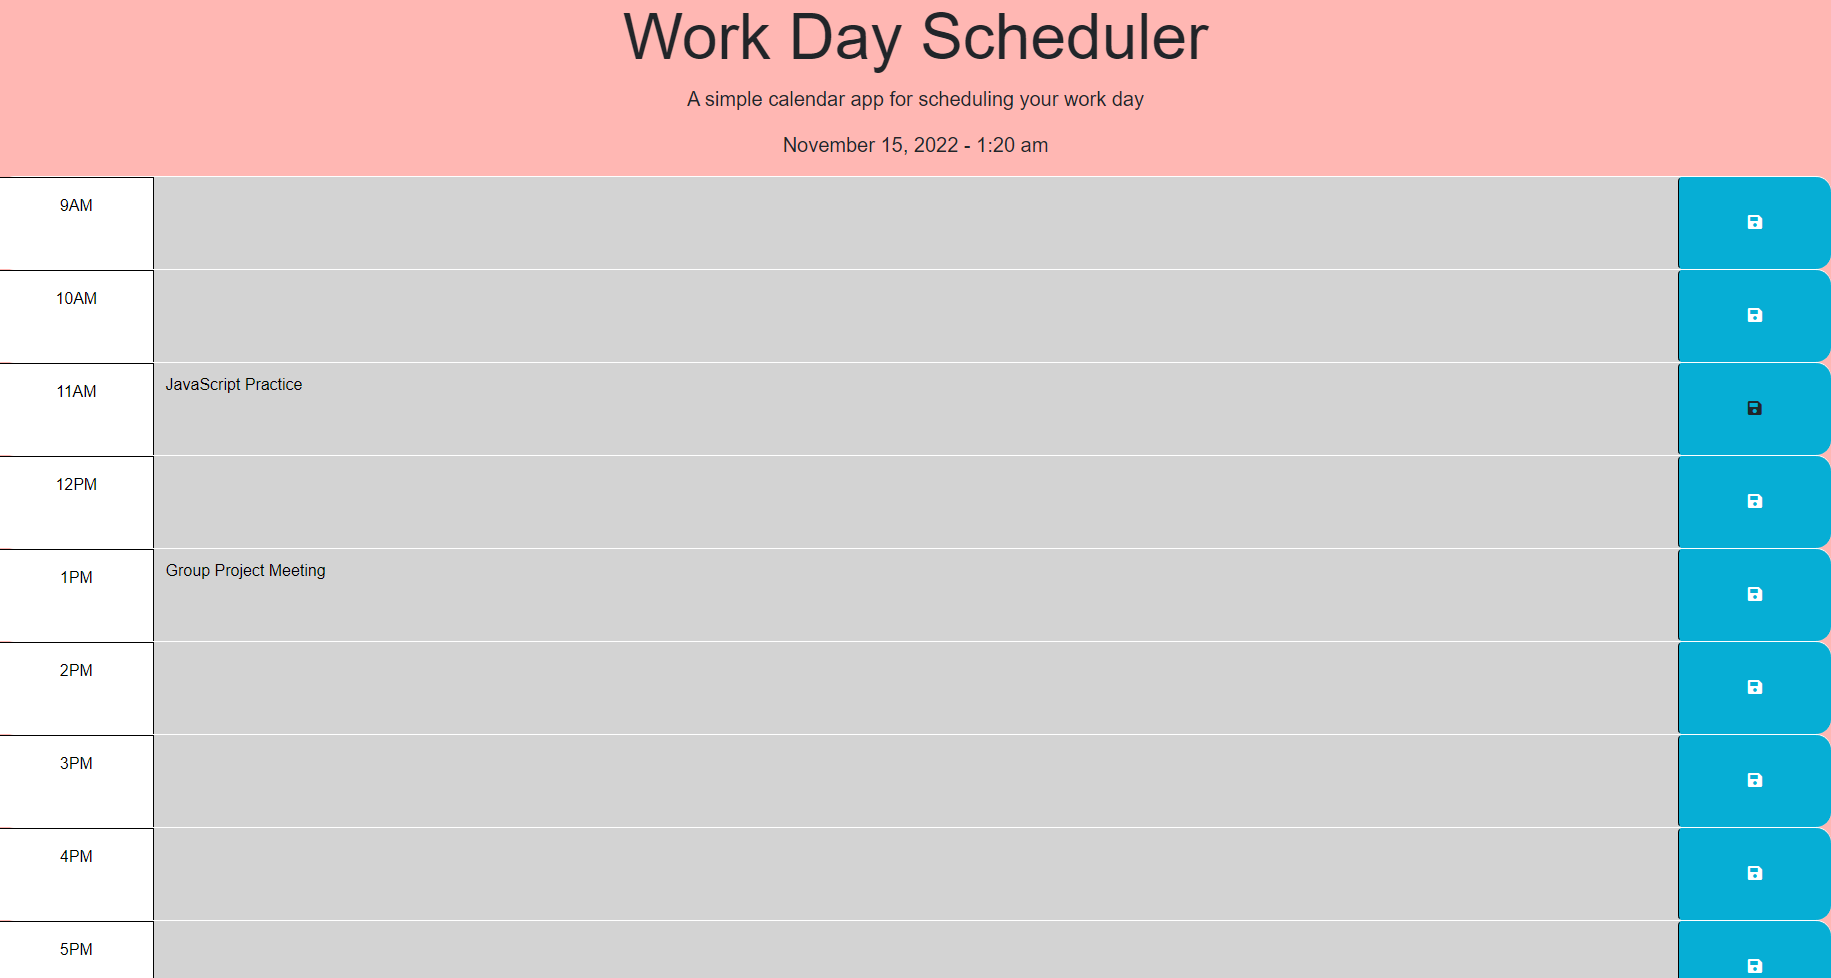 Work Day Scheduler
A simple calendar app for scheduling your work day
November 15, 2022 - 1:20 am
9AM
10AM
11AM
JavaScript Practice
12PM
1PM
Group Project Meeting
2PM
3PM
4PM
5PM